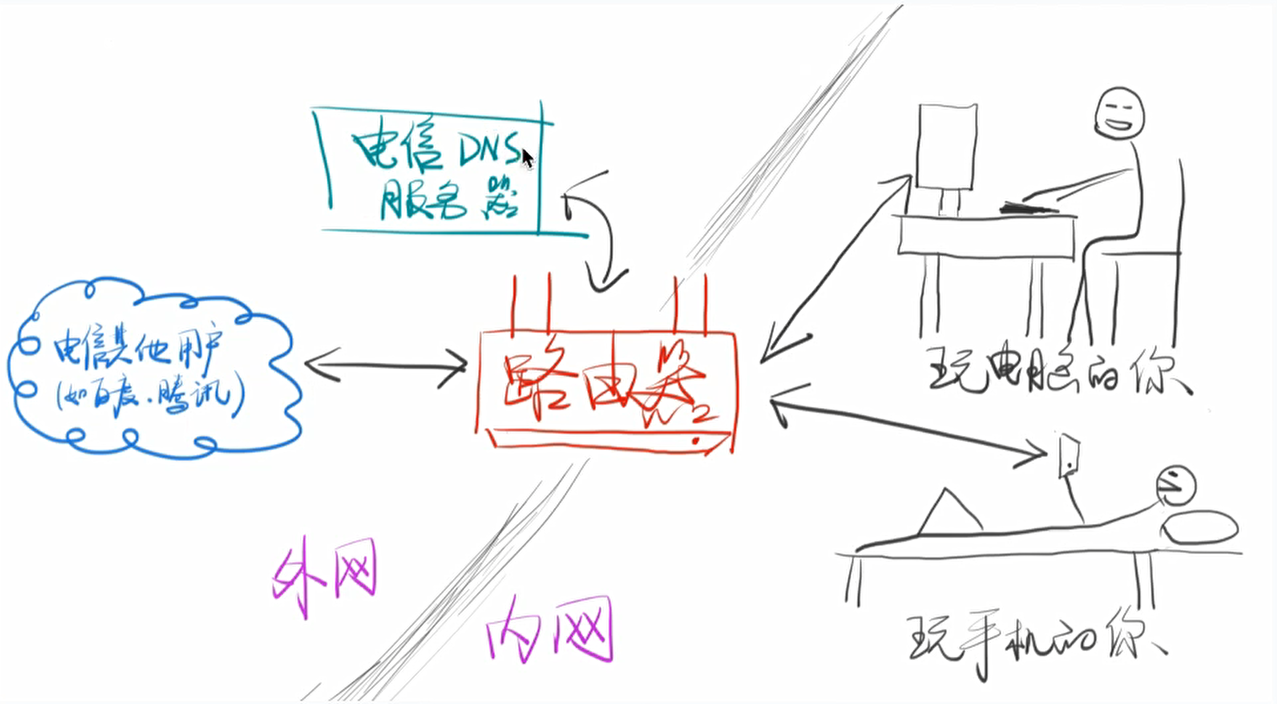 电信 DNS
服务器
电信其他用户
(如百度、腾讯)
路由器
玩电脑的你、
外网
内网
玩手机的你、